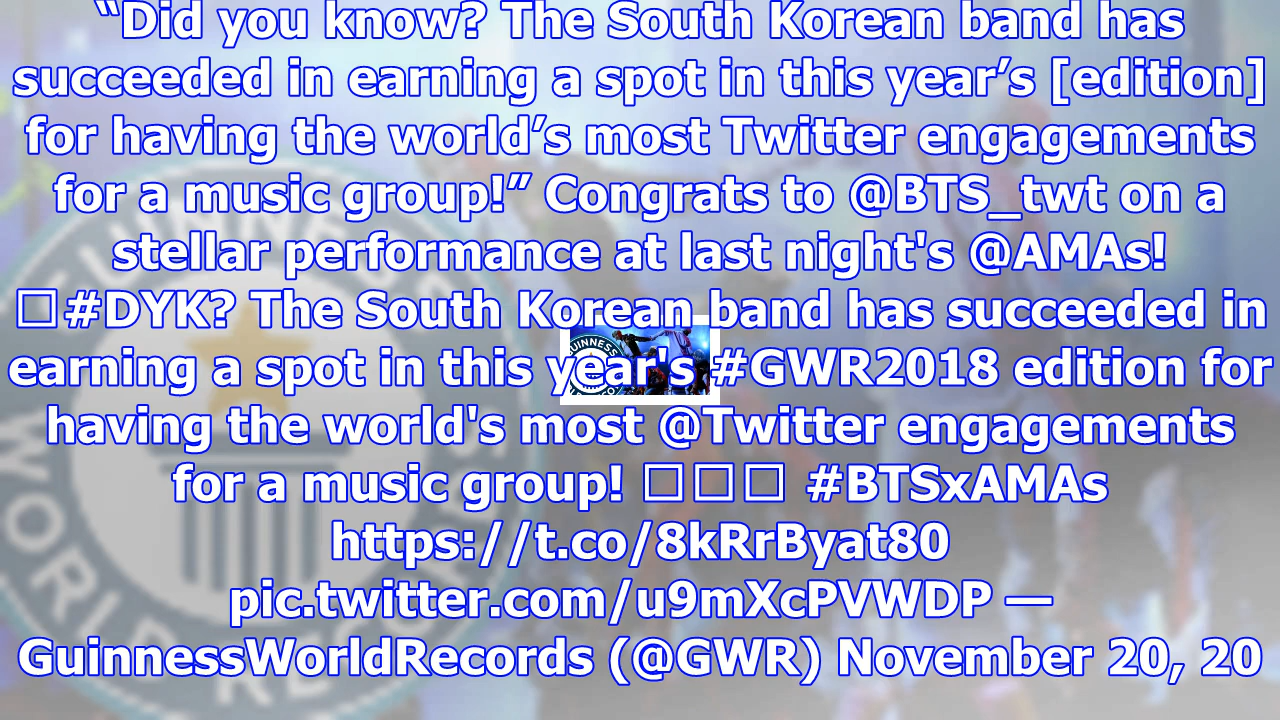 “Did you know? The South Korean band has
succeeded in earning a spot in this year’s [edition]
for having the world’s most Twitter engagements
for a music group!” Congrats to @BTS_twt on a
stellar performance at last night's @AMAs!
□#DYK? The South Korean band has succeeded in
earning a spot in this year's #GWR2018 edition for
having the world's most @Twitter engagements
for a music group! □□□ #BTSxAMAs
https://t.co/8kRrByat80
pic.twitter.com/u9mXcPVWDP —
GuinnessWorldRecords (@GWR) November 20, 20
GUINNESS
WORLD RE